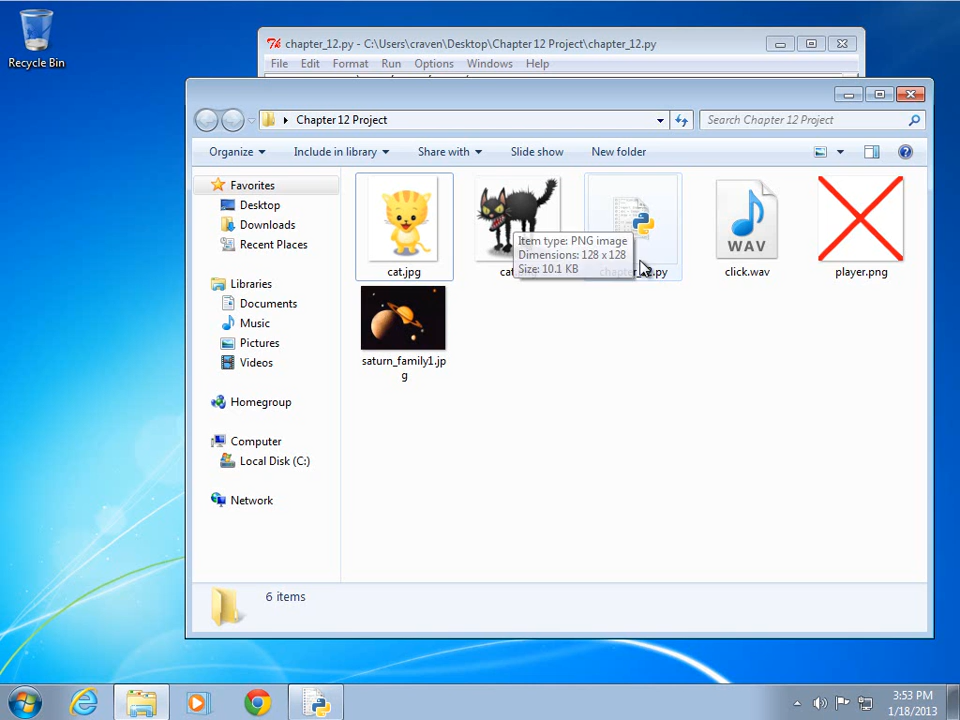 Recycle Bin
chapter_12.py - C:\Users\craven\Desktop\Chapter 12 Project\chapter_12.py
File Edit Format Run Options Windows Help
Chapter 12 Project
Search Chapter 12 Project
Organize Include in library Share with Slide show New folder
Favorites
Desktop
Downloads
Recent Places
Libraries
Documents
Music
Pictures
Videos
Homegroup
Computer
Local Disk (C:)
Network
WAV
Item type: PNG image
Dimensions: 128 x 128
Size: 10.1 KB
cat.jpg
click.wav
player.png
saturn_family1.jp
g
6 items
3:53 PM
1/18/2013